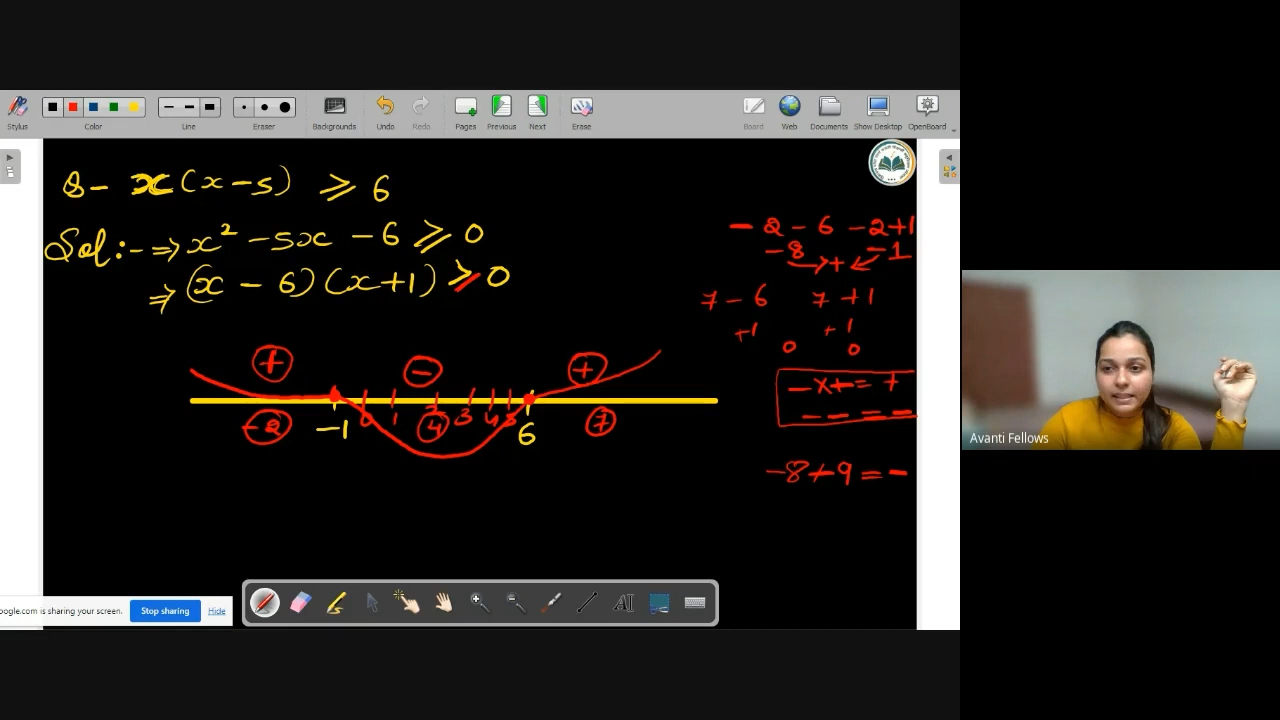 Stylus Color Line Eraser Backgrounds Undo Redo Pages Previous Next Erase Board Web Documents Show Desktop OpenBoard
Q- x(x-5) ⩾ 6
Sol:- ⇒ x² - 5x - 6 ⩾ 0
⇒ (x - 6)(x+1) ⩾ 0
- 2 - 6 -2+1
-8 → + ← -1
7 - 6 7 + 1
+1 + 1
0 0
+ - +
-2 -1 0 1 2 3 4 5 6 7
-8+9 = -
Avanti Fellows
oogle.com is sharing your screen. Stop sharing Hide
AI